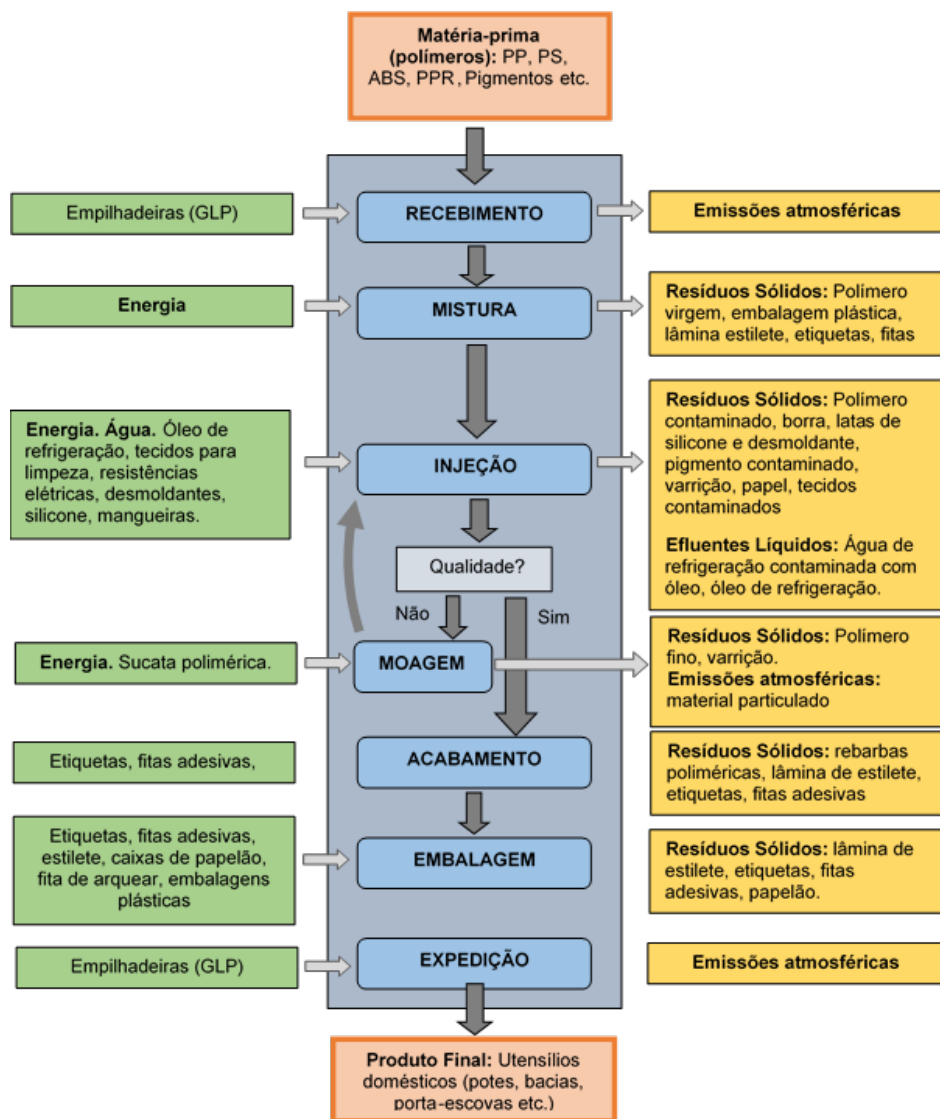 Matéria-prima
(polímeros): PP, PS,
ABS, PPR, Pigmentos etc.
Empilhadeiras (GLP)
RECEBIMENTO
Emissões atmosféricas
Energia
MISTURA
Resíduos Sólidos: Polímero
virgem, embalagem plástica,
lâmina estilete, etiquetas, fitas
Energia. Água. Óleo de
refrigeração, tecidos para
limpeza, resistências
elétricas, desmoldantes,
silicone, mangueiras.
INJEÇÃO
Resíduos Sólidos: Polímero
contaminado, borra, latas de
silicone e desmoldante,
pigmento contaminado,
varrição, papel, tecidos
contaminados
Efluentes Líquidos: Água de
refrigeração contaminada com
óleo, óleo de refrigeração.
Qualidade?
Não
Sim
Energia. Sucata polimérica.
MOAGEM
Resíduos Sólidos: Polímero
fino, varrição.
Emissões atmosféricas:
material particulado
Etiquetas, fitas adesivas,
ACABAMENTO
Resíduos Sólidos: rebarbas
poliméricas, lâmina de estilete,
etiquetas, fitas adesivas
Etiquetas, fitas adesivas,
estilete, caixas de papelão,
fita de arquear, embalagens
plásticas
EMBALAGEM
Resíduos Sólidos: lâmina de
estilete, etiquetas, fitas
adesivas, papelão.
Empilhadeiras (GLP)
EXPEDIÇÃO
Emissões atmosféricas
Produto Final: Utensílios
domésticos (potes, bacias,
porta-escovas etc.)